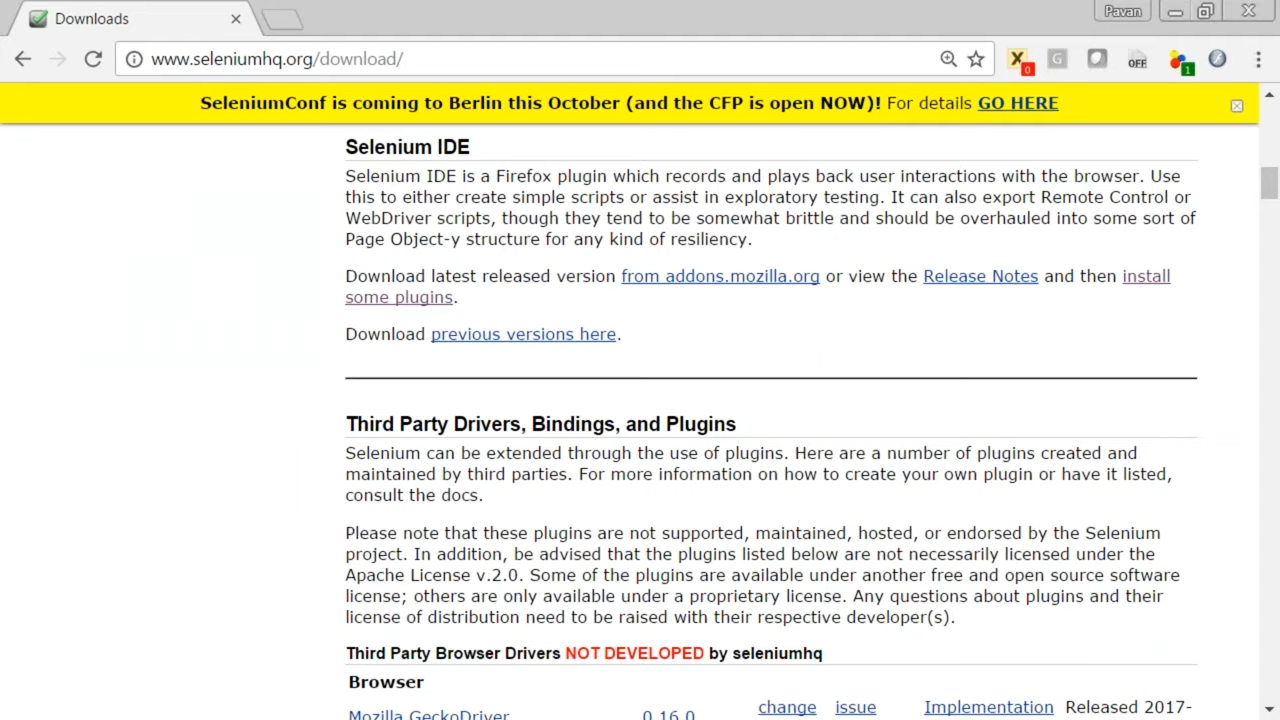 Downloads
Pavan
www.seleniumhq.org/download/
X 0 G OFF 1
SeleniumConf is coming to Berlin this October (and the CFP is open NOW)! For details GO HERE
Selenium IDE
Selenium IDE is a Firefox plugin which records and plays back user interactions with the browser. Use
this to either create simple scripts or assist in exploratory testing. It can also export Remote Control or
WebDriver scripts, though they tend to be somewhat brittle and should be overhauled into some sort of
Page Object-y structure for any kind of resiliency.
Download latest released version from addons.mozilla.org or view the Release Notes and then install
some plugins.
Download previous versions here.
Third Party Drivers, Bindings, and Plugins
Selenium can be extended through the use of plugins. Here are a number of plugins created and
maintained by third parties. For more information on how to create your own plugin or have it listed,
consult the docs.
Please note that these plugins are not supported, maintained, hosted, or endorsed by the Selenium
project. In addition, be advised that the plugins listed below are not necessarily licensed under the
Apache License v.2.0. Some of the plugins are available under another free and open source software
license; others are only available under a proprietary license. Any questions about plugins and their
license of distribution need to be raised with their respective developer(s).
Third Party Browser Drivers NOT DEVELOPED by seleniumhq
Browser
Mozilla GeckoDriver 0.16.0 change issue Implementation Released 2017-